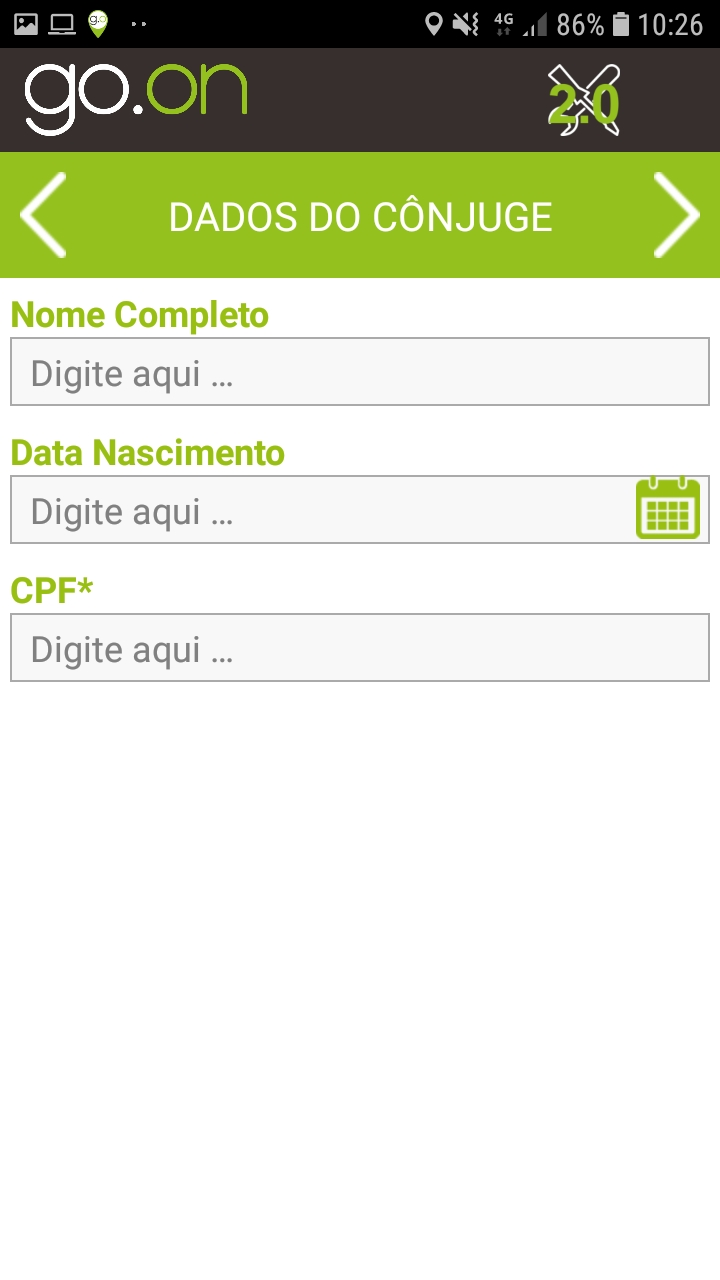 go.
4G 86% 10:26
go.on 2.0
DADOS DO CÔNJUGE
Nome Completo
Digite aqui ...
Data Nascimento
Digite aqui ...
CPF*
Digite aqui ...